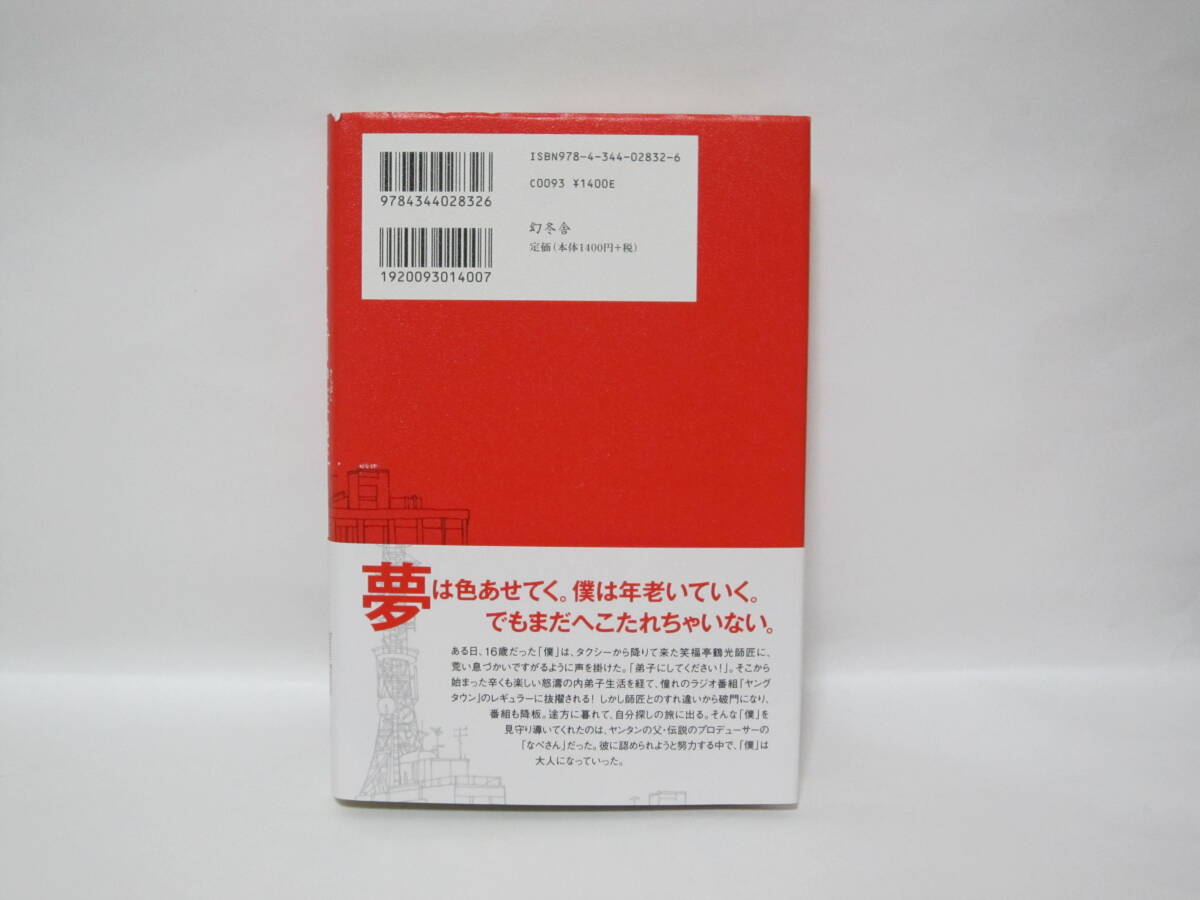 ISBN978-4-344-02832-6
C0093 ¥1400E
9784344028326
幻冬舎
定価(本体1400円+税)
1920093014007
夢は色あせてく。僕は年老いていく。
でもまだへこたれちゃいない。
ある日、16歳だった「僕」は、タクシーから降りて来た笑福亭鶴光師匠に、
荒い息づかいですがるように声を掛けた。「弟子にしてください!」。そこから
始まった辛くも楽しい怒濤の内弟子生活を経て、憧れのラジオ番組「ヤング
タウン」のレギュラーに抜擢される! しかし師匠とのすれ違いから破門になり、
番組も降板。途方に暮れて、自分探しの旅に出る。そんな「僕」を
見守り導いてくれたのは、ヤンタンの父・伝説のプロデューサーの
「なべさん」だった。彼に認められようと努力する中で、「僕」は
大人になっていった。